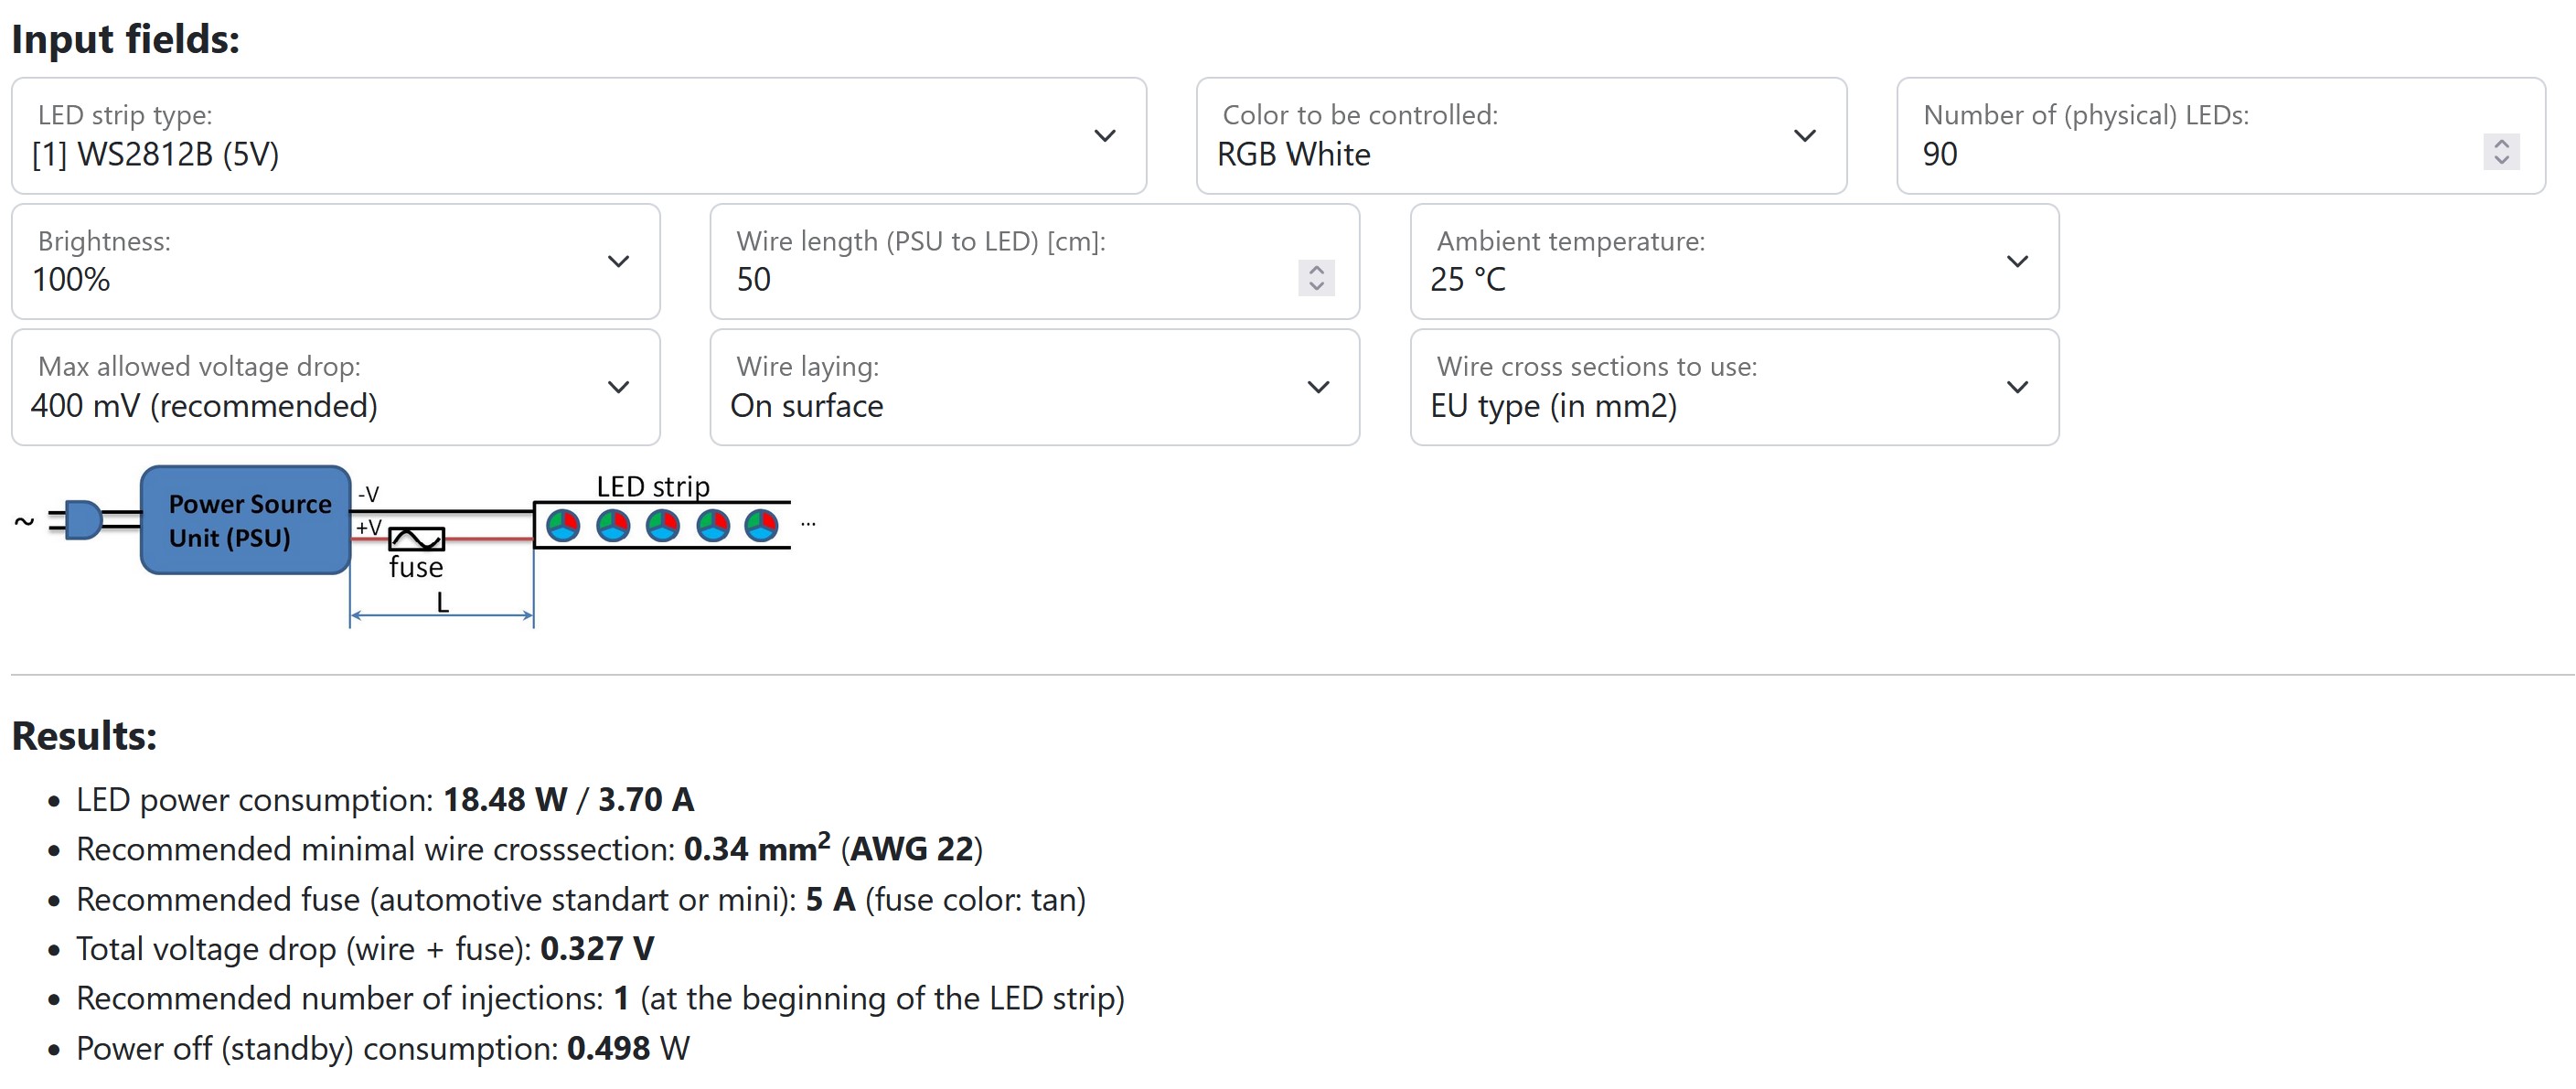 Input fields:
LED strip type:
[1] WS2812B (5V)
Color to be controlled:
RGB White
Number of (physical) LEDs:
90
Brightness:
100%
Wire length (PSU to LED) [cm]:
50
Ambient temperature:
25 °C
Max allowed voltage drop:
400 mV (recommended)
Wire laying:
On surface
Wire cross sections to use:
EU type (in mm2)
~
Power Source
Unit (PSU)
-V
+V
fuse
L
LED strip
...
Results:
• LED power consumption: 18.48 W / 3.70 A
• Recommended minimal wire crosssection: 0.34 mm² (AWG 22)
• Recommended fuse (automotive standart or mini): 5 A (fuse color: tan)
• Total voltage drop (wire + fuse): 0.327 V
• Recommended number of injections: 1 (at the beginning of the LED strip)
• Power off (standby) consumption: 0.498 W